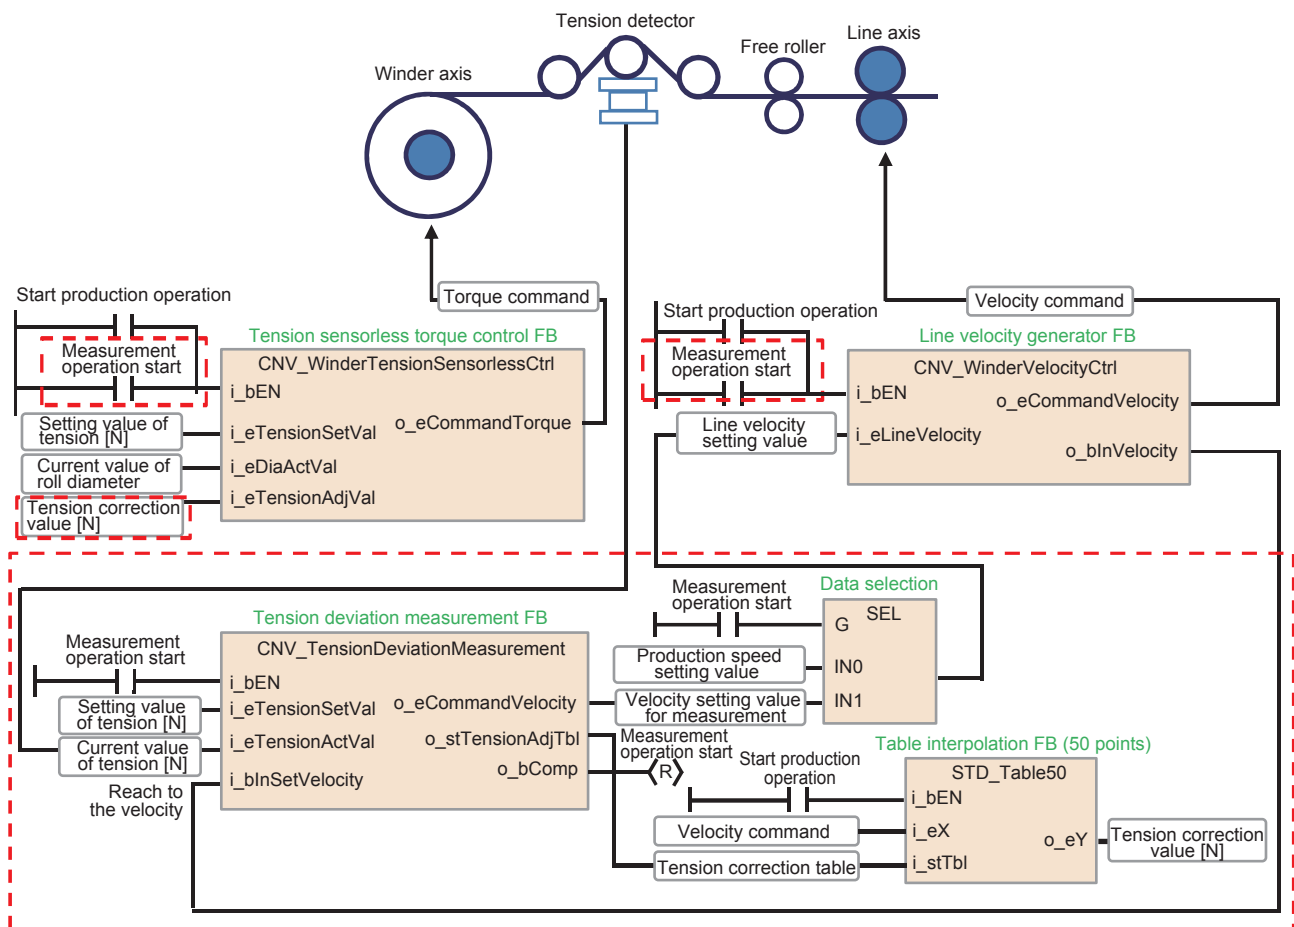 Tension detector
Free roller
Line axis
Winder axis
Torque command
Velocity command
Start production operation
Measurement
operation start
Setting value of
tension [N]
Current value of
roll diameter
Tension correction
value [N]
Tension sensorless torque control FB
CNV_WinderTensionSensorlessCtrl
i_bEN
o_eCommandTorque
i_eTensionSetVal
i_eDiaActVal
i_eTensionAdjVal
Start production operation
Measurement
operation start
Line velocity
setting value
Line velocity generator FB
CNV_WinderVelocityCtrl
i_bEN
o_eCommandVelocity
i_eLineVelocity
o_bInVelocity
Tension deviation measurement FB
CNV_TensionDeviationMeasurement
Measurement
operation start
i_bEN
Setting value
of tension [N]
i_eTensionSetVal
o_eCommandVelocity
Current value
of tension [N]
i_eTensionActVal
o_stTensionAdjTbl
i_bInSetVelocity
o_bComp
Reach to
the velocity
Measurement
operation start
Data selection
SEL
G
Production speed
setting value
IN0
Velocity setting value
for measurement
IN1
Measurement
operation start
R
Start production
operation
Table interpolation FB (50 points)
STD_Table50
i_bEN
Velocity command
i_eX
o_eY
Tension correction
value [N]
Tension correction table
i_stTbl